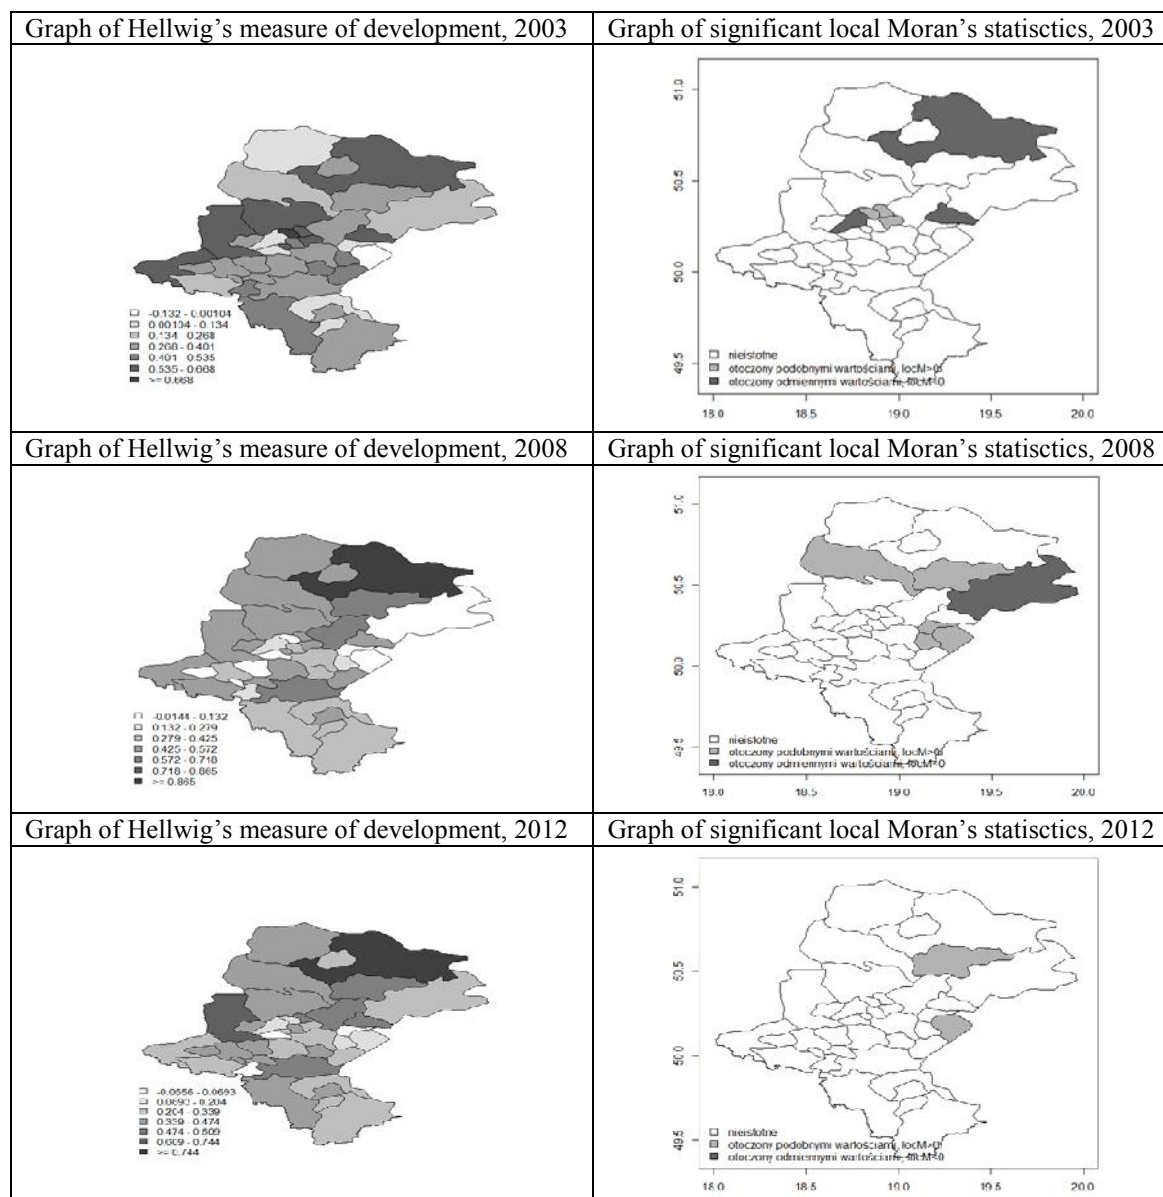 Graph of Hellwig's measure of development, 2003
Graph of significant local Moran's statisctics, 2003
-0.132 - 0.00104
0.00104 - 0.134
0.134 - 0.268
0.268 - 0.401
0.401 - 0.535
0.535 - 0.668
>= 0.668
51.0
50.5
50.0
49.5
nieistotne
otoczony podobnymi wartościami, locM>0
otoczony odmiennymi wartościami, locM<0
18.0 18.5 19.0 19.5 20.0
Graph of Hellwig's measure of development, 2008
Graph of significant local Moran's statisctics, 2008
-0.0144 - 0.132
0.132 - 0.279
0.279 - 0.425
0.425 - 0.572
0.572 - 0.718
0.718 - 0.865
>= 0.865
51.0
50.5
50.0
49.5
nieistotne
otoczony podobnymi wartościami, locM>0
otoczony odmiennymi wartościami, locM<0
18.0 18.5 19.0 19.5 20.0
Graph of Hellwig's measure of development, 2012
Graph of significant local Moran's statisctics, 2012
0.0693 - 0.204
0.204 - 0.339
0.339 - 0.474
0.609 - 0.744
>= 0.744
51.0
50.5
50.0
49.5
nieistotne
otoczony podobnymi wartościami, locM>0
otoczony odmiennymi wartościami, locM<0
18.0 18.5 19.0 19.5 20.0